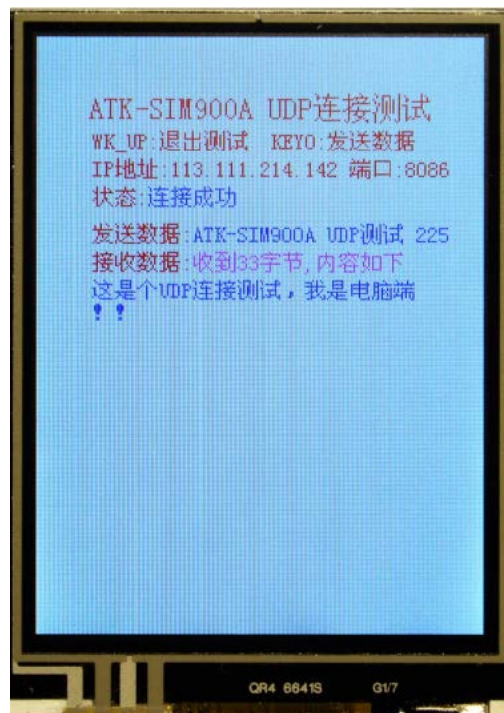 ATK-SIM900A UDP连接测试
WK_UP:退出测试 KEY0:发送数据
IP地址:113.111.214.142 端口:8086
状态:连接成功
发送数据:ATK-SIM900A UDP测试 225
接收数据:收到33字节,内容如下
这是个UDP连接测试，我是电脑端
！！
QR4 6641S G1/7